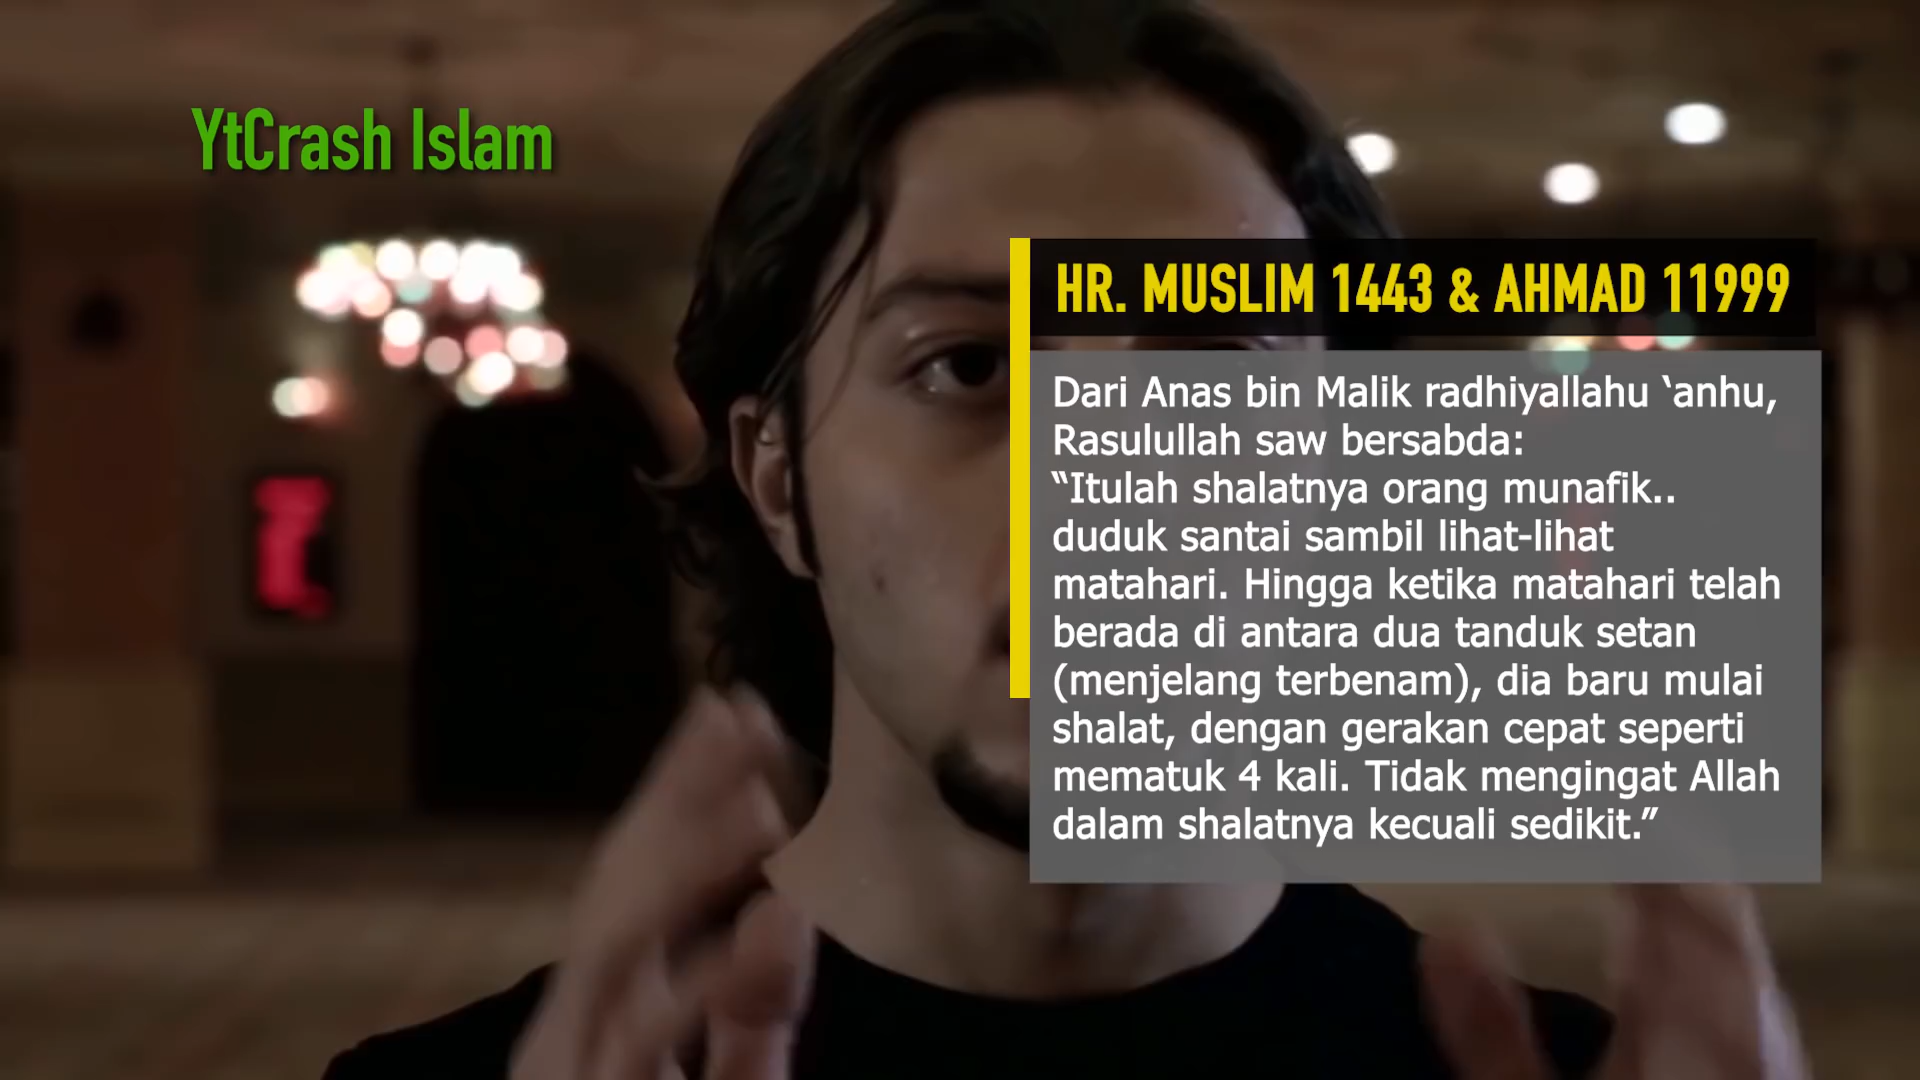 YtCrash Islam
HR. MUSLIM 1443 & AHMAD 11999
Dari Anas bin Malik radhiyallahu ‘anhu,
Rasulullah saw bersabda:
“Itulah shalatnya orang munafik..
duduk santai sambil lihat-lihat
matahari. Hingga ketika matahari telah
berada di antara dua tanduk setan
(menjelang terbenam), dia baru mulai
shalat, dengan gerakan cepat seperti
mematuk 4 kali. Tidak mengingat Allah
dalam shalatnya kecuali sedikit.”